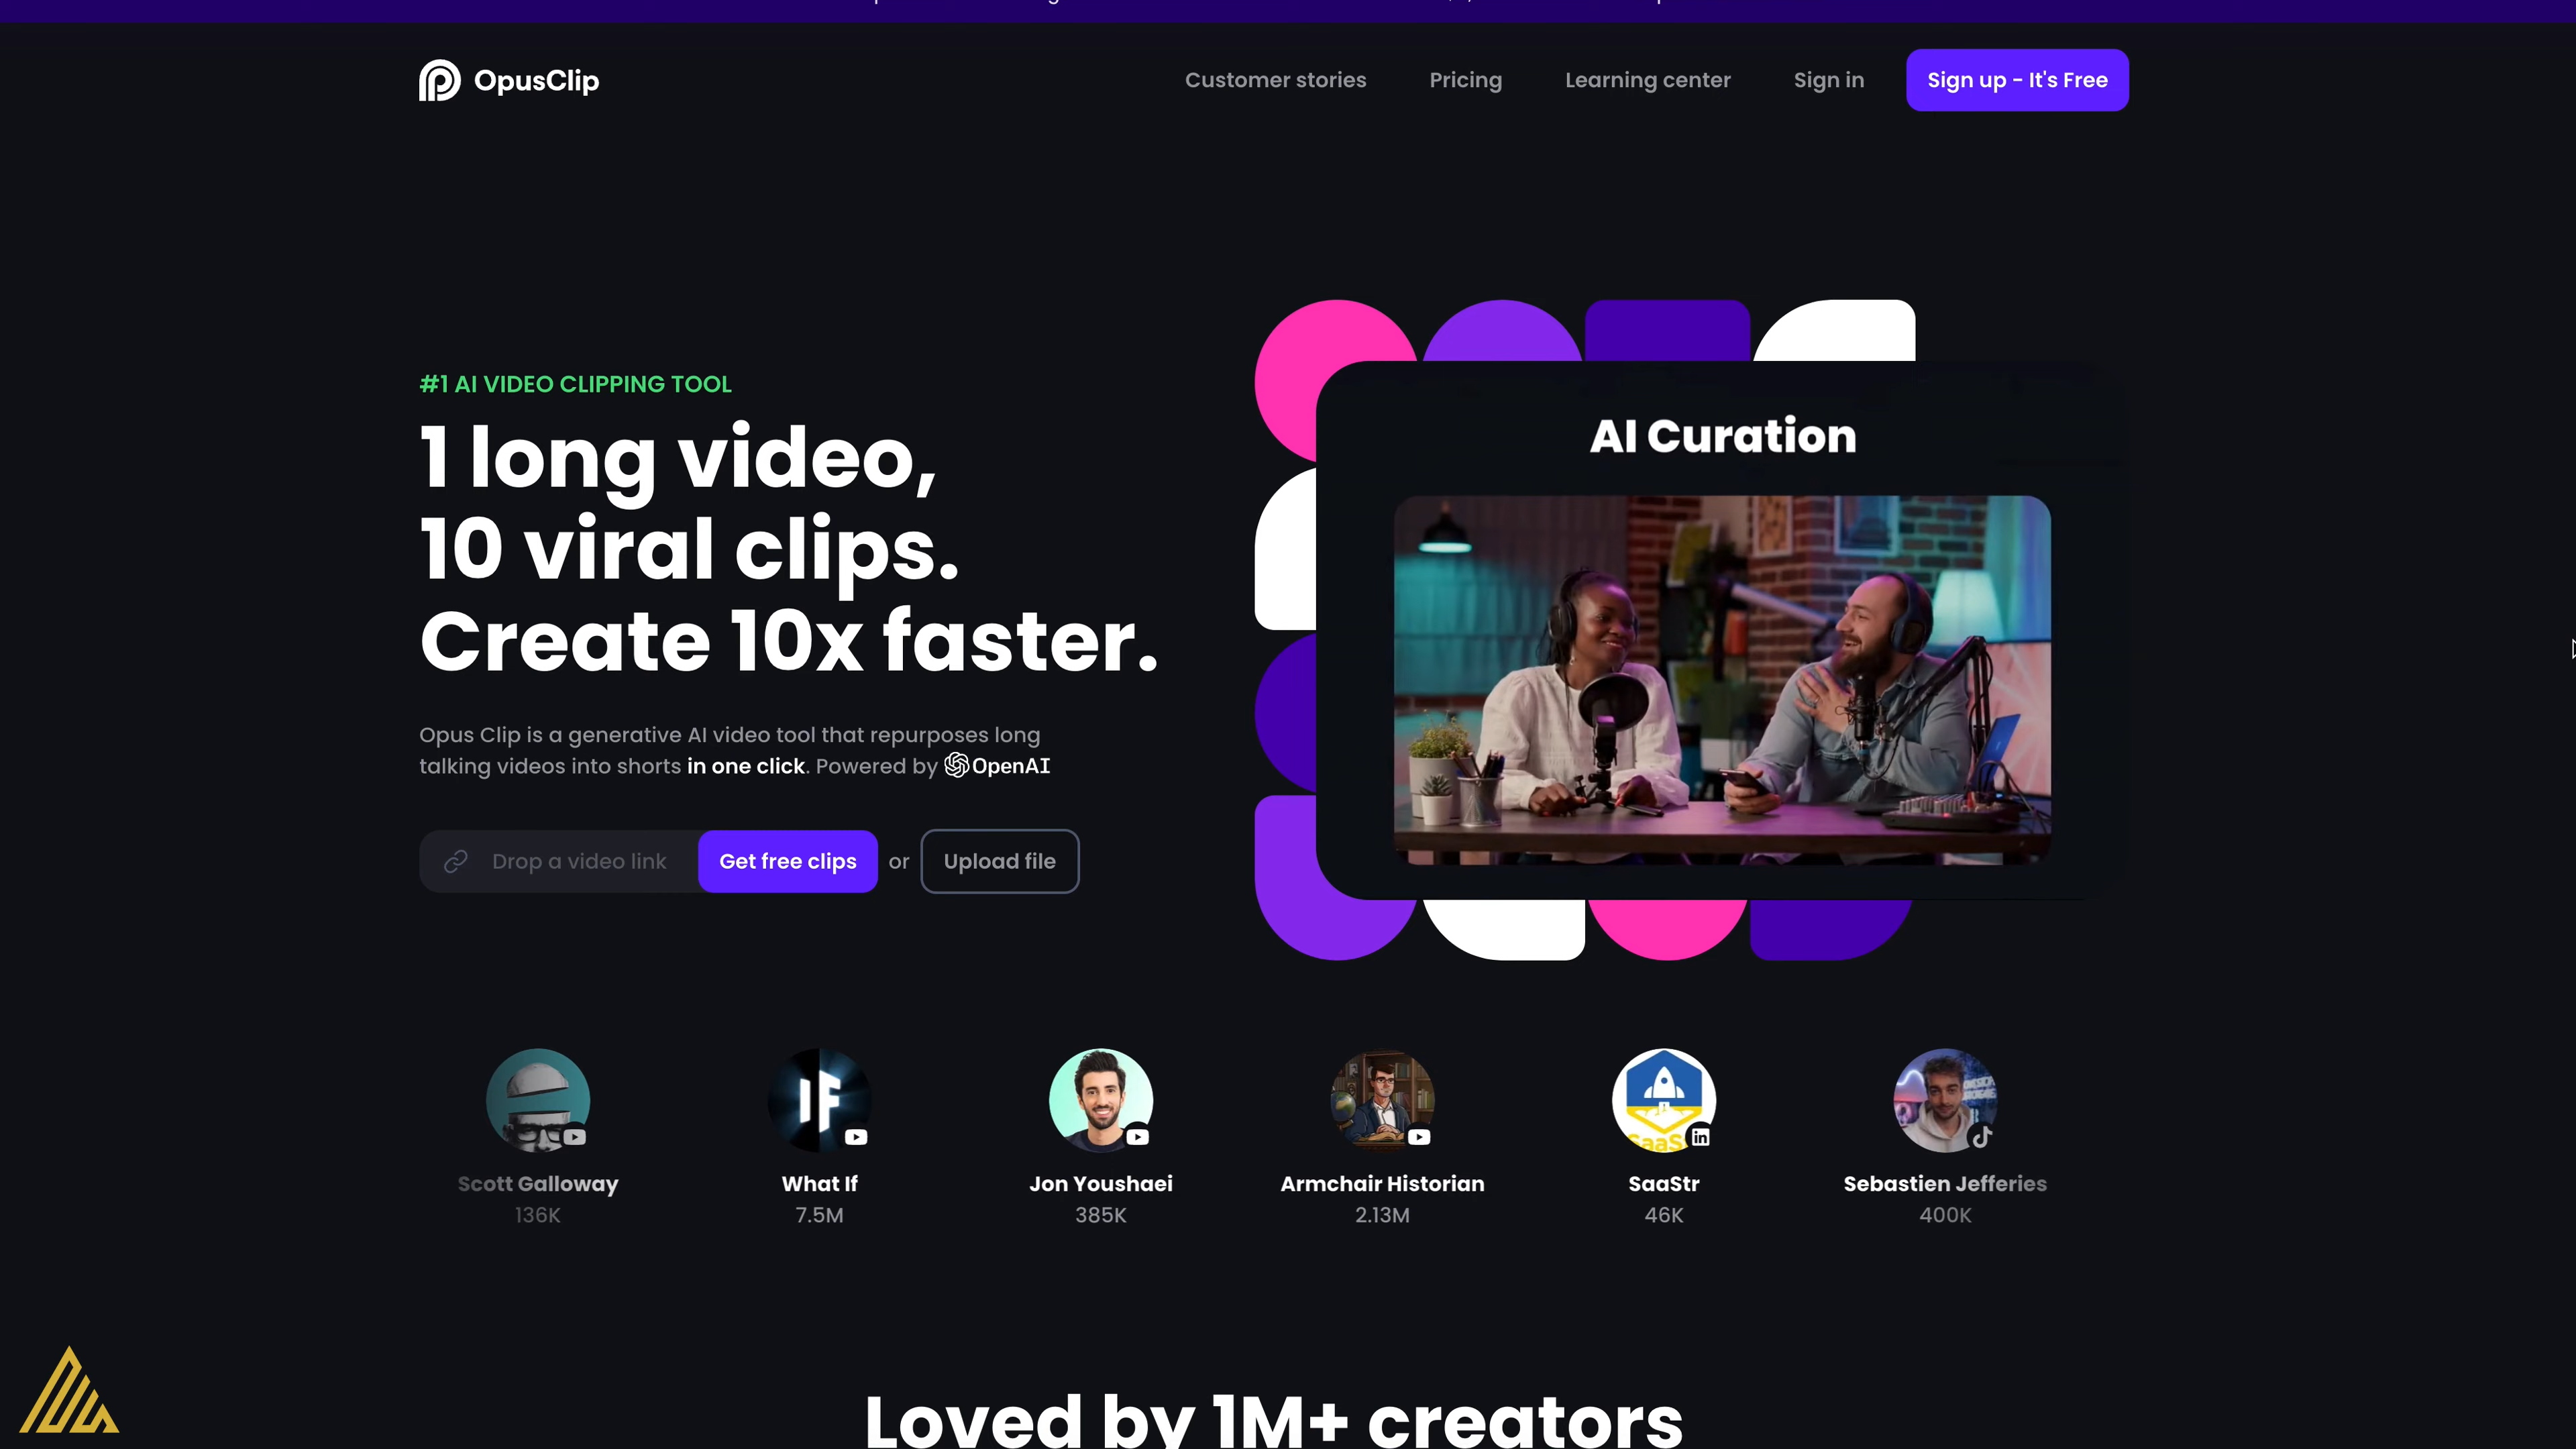 OpusClip
Customer stories
Pricing
Learning center
Sign in
Sign up - It's Free
#1 AI VIDEO CLIPPING TOOL
1 long video,
10 viral clips.
Create 10x faster.
Opus Clip is a generative AI video tool that repurposes long
talking videos into shorts in one click. Powered by OpenAI
Drop a video link
Get free clips
or
Upload file
AI Curation
IF
SaaS
in
Scott Galloway
What If
Jon Youshaei
Armchair Historian
SaaStr
Sebastien Jefferies
136K
7.5M
385K
2.13M
46K
400K
Loved by 1M+ creators